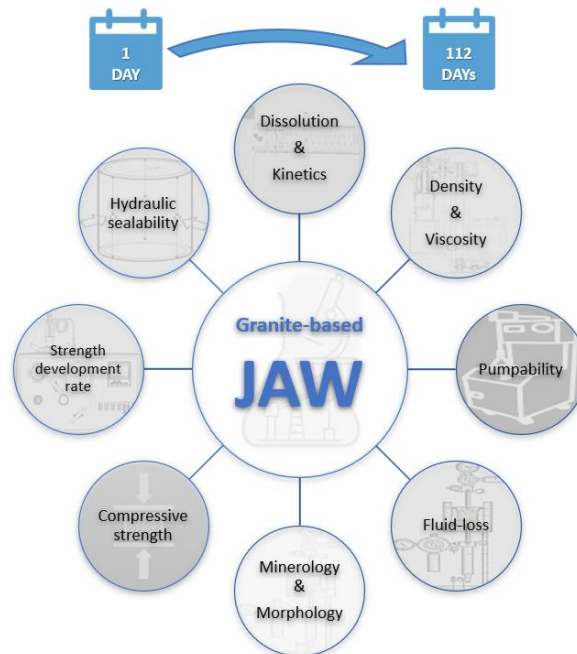 1
DAY
112
DAYs
Dissolution
&
Kinetics
Density
&
Viscosity
Pumpability
Fluid-loss
Minerology
&
Morphology
Compressive
strength
Strength
development
rate
Hydraulic
sealability
Granite-based
JAW